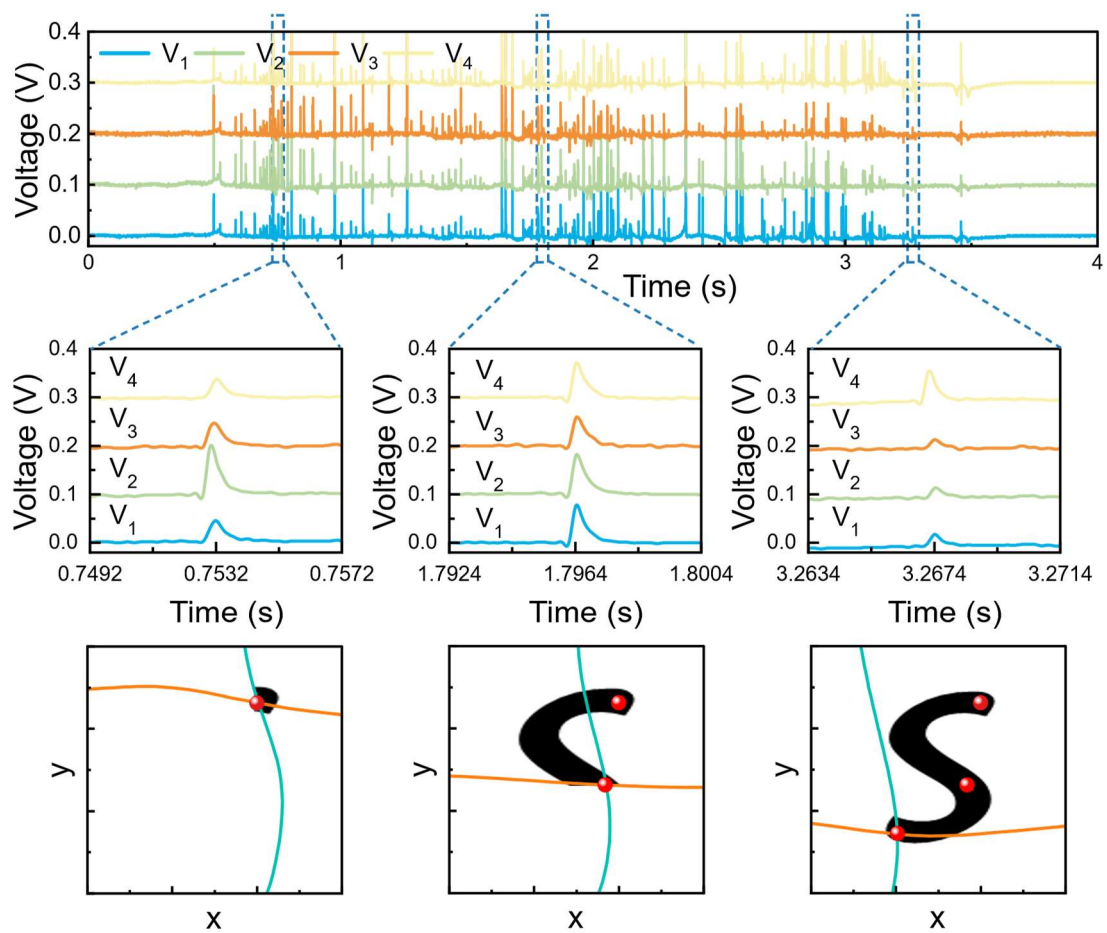 V1 V2 V3 V4
Voltage (V)
0.4
0.3
0.2
0.1
0.0
0 1 2 3 4
Time (s)
Voltage (V)
0.4
0.3
0.2
0.1
0.0
V4
V3
V2
V1
0.7492 0.7532 0.7572
Time (s)
Voltage (V)
0.4
0.3
0.2
0.1
0.0
V4
V3
V2
V1
1.7924 1.7964 1.8004
Time (s)
Voltage (V)
0.4
0.3
0.2
0.1
0.0
V4
V3
V2
V1
3.2634 3.2674 3.2714
Time (s)
y
x
y
x
S
y
x